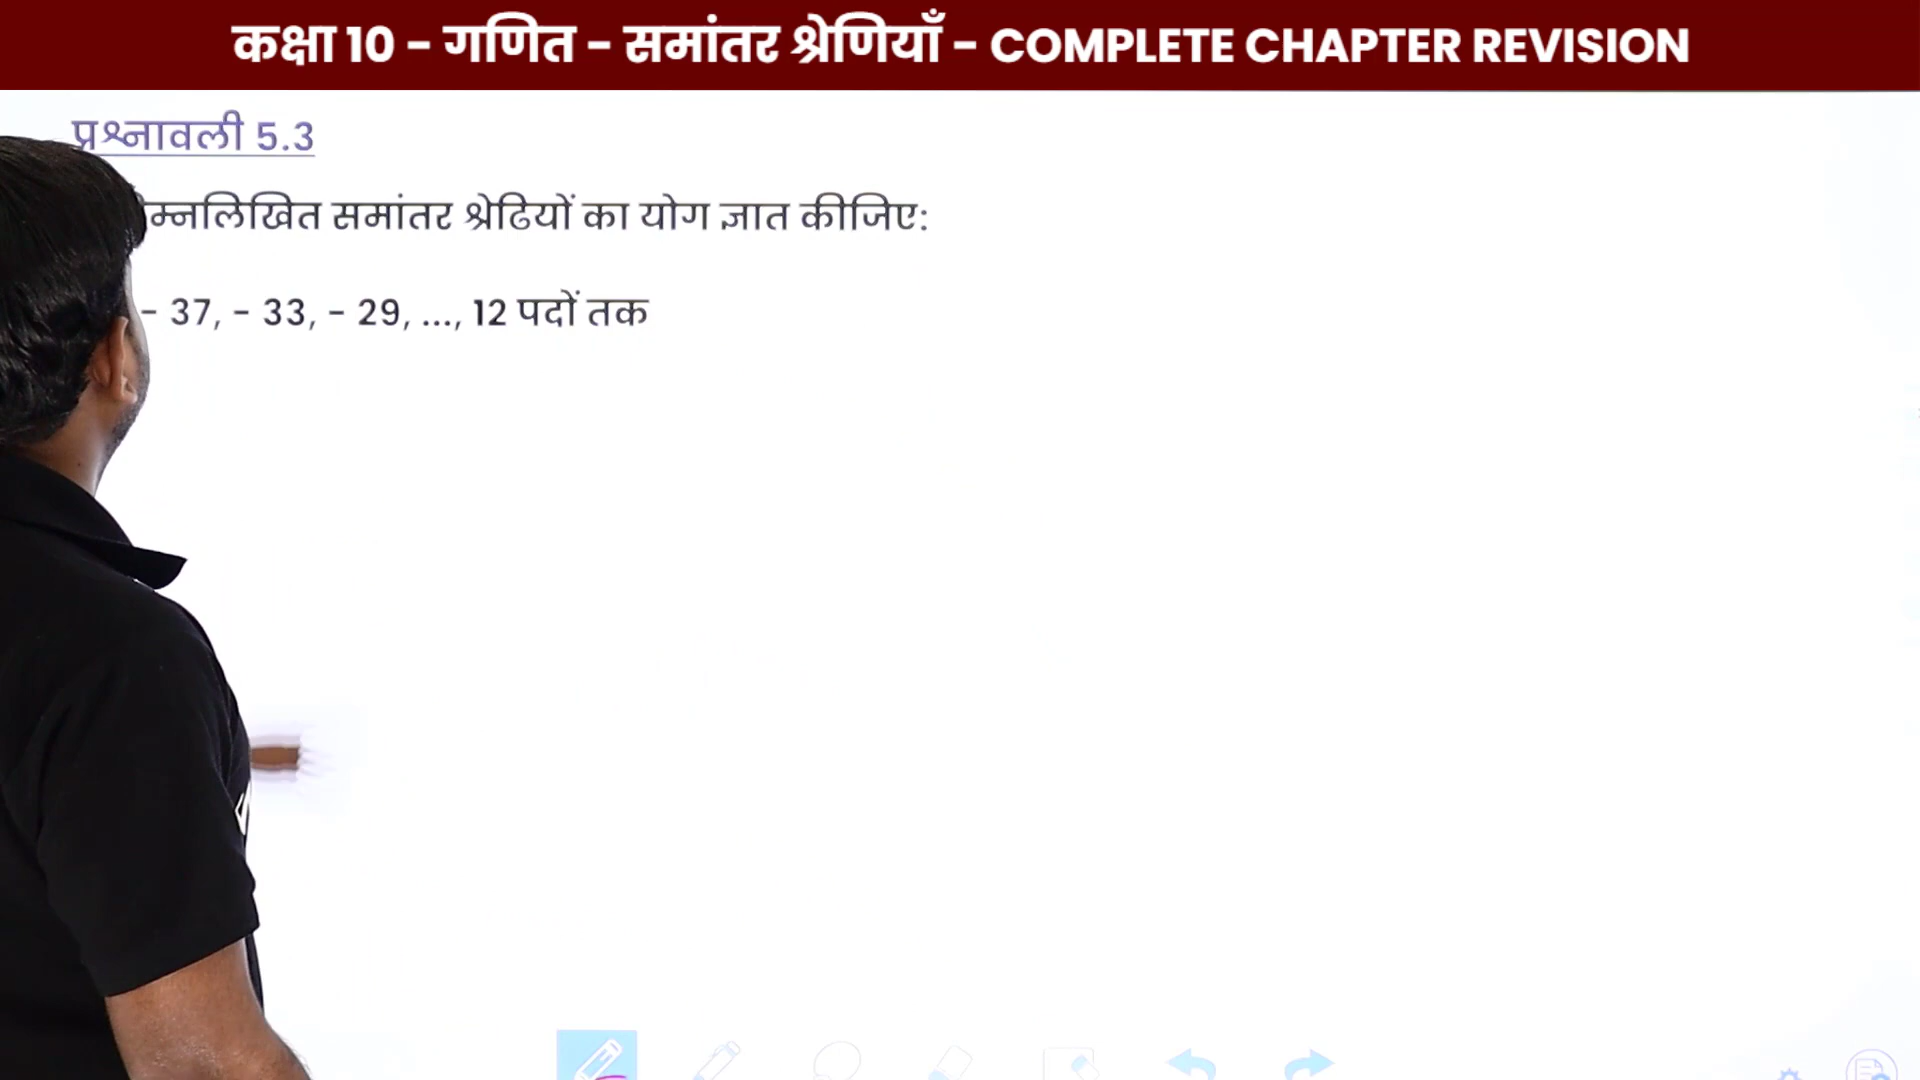 कक्षा 10 - गणित - समांतर श्रेणियाँ - COMPLETE CHAPTER REVISION
प्रश्नावली 5.3
समांतर श्रेढियों का योग ज्ञात कीजिए:
- 37, - 33, - 29, ..., 12 पदों तक